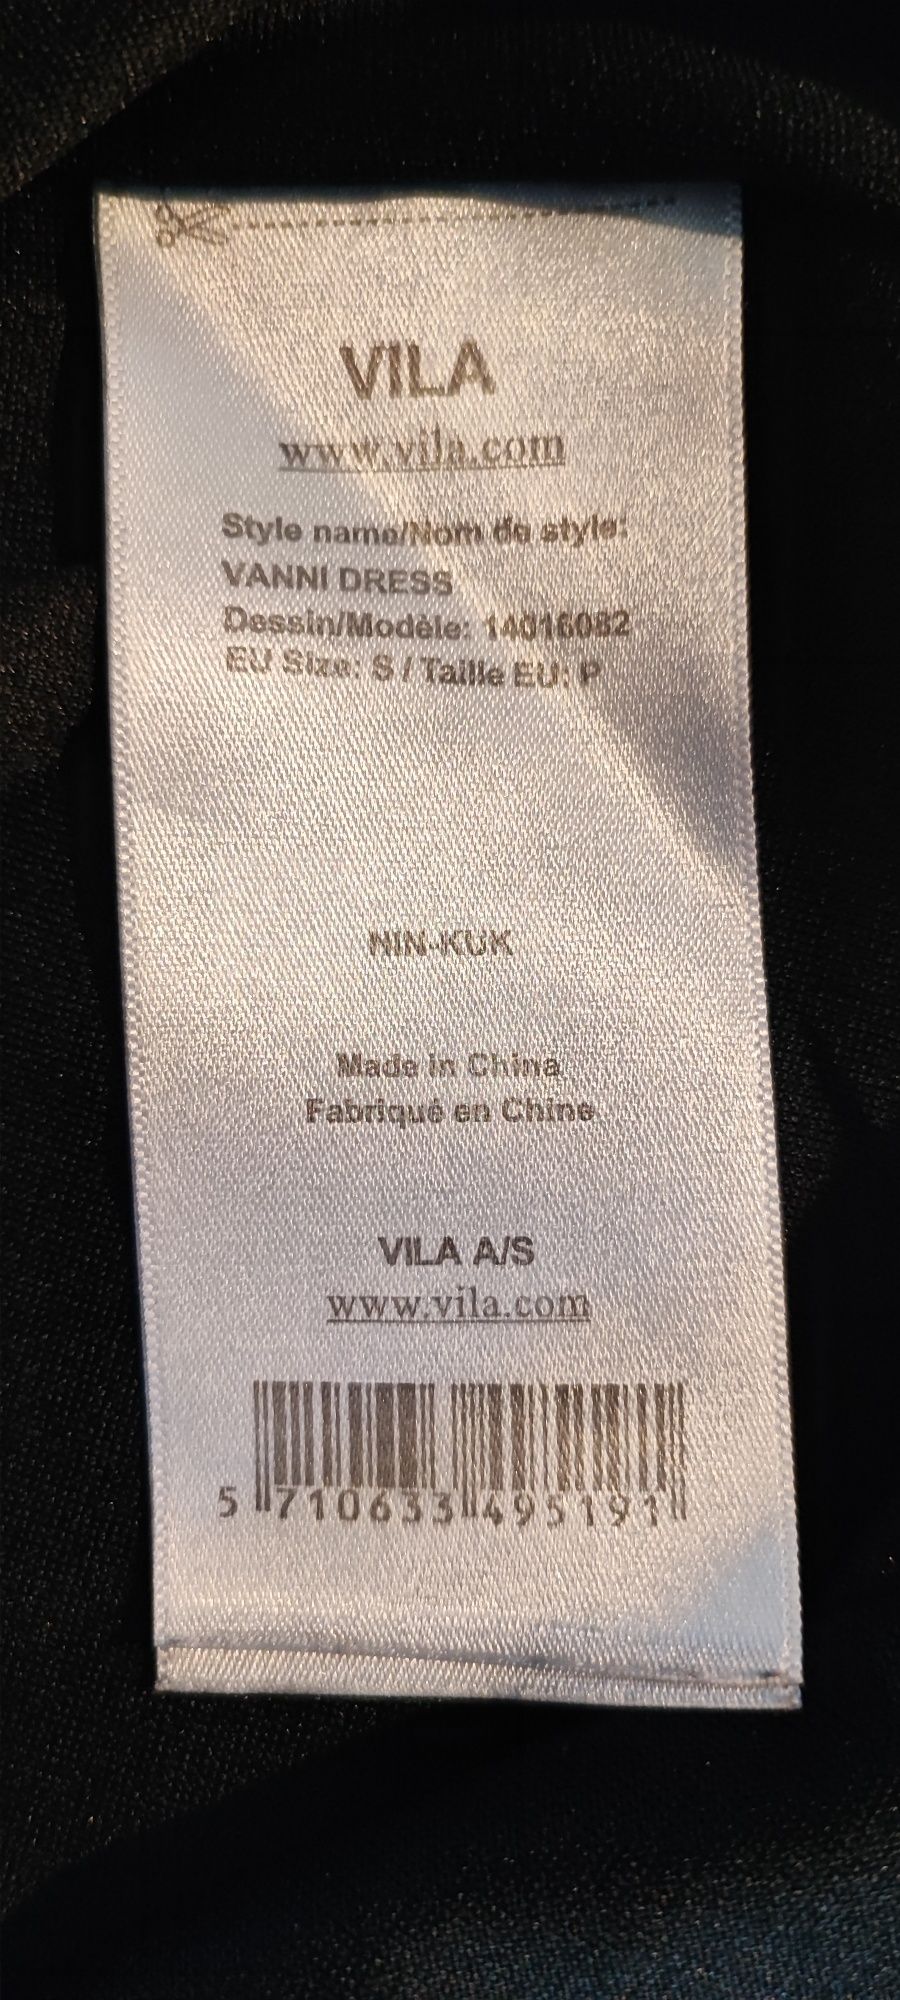 VILA
www.vila.com
Style name/Nom de style:
VANNI DRESS
Dessin/Modèle: 14016082
EU Size: S / Taille EU: P
NIN-KUK
Made in China
Fabriqué en Chine
VILA A/S
www.vila.com
5 710633 495191